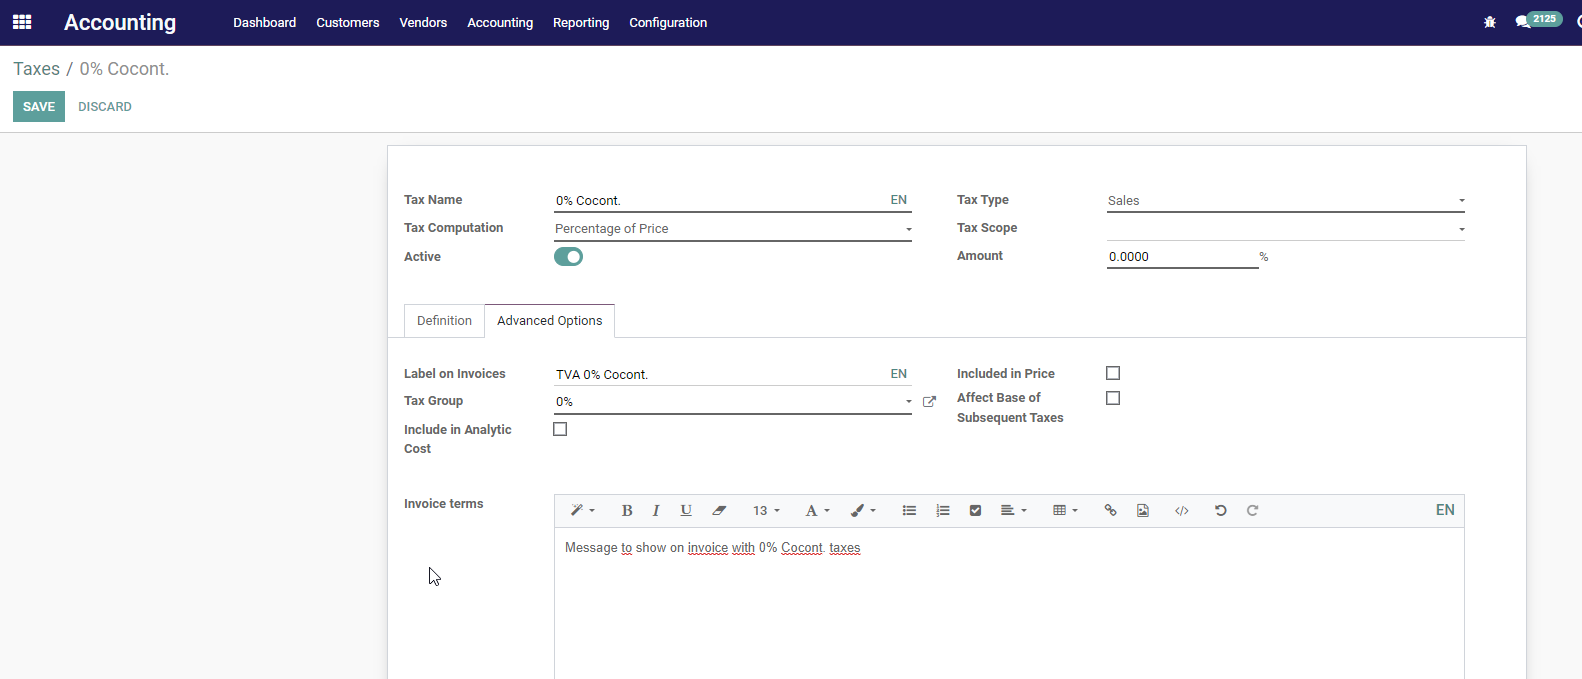 Accounting Dashboard Customers Vendors Accounting Reporting Configuration 2125
Taxes / 0% Cocont.
SAVE DISCARD
Tax Name 0% Cocont. EN Tax Type Sales
Tax Computation Percentage of Price Tax Scope
Active Amount 0.0000 %
Definition Advanced Options
Label on Invoices TVA 0% Cocont. EN Included in Price
Tax Group 0% Affect Base of
Subsequent Taxes
Include in Analytic
Cost
Invoice terms B I U 13 A </> EN
Message to show on invoice with 0% Cocont. taxes